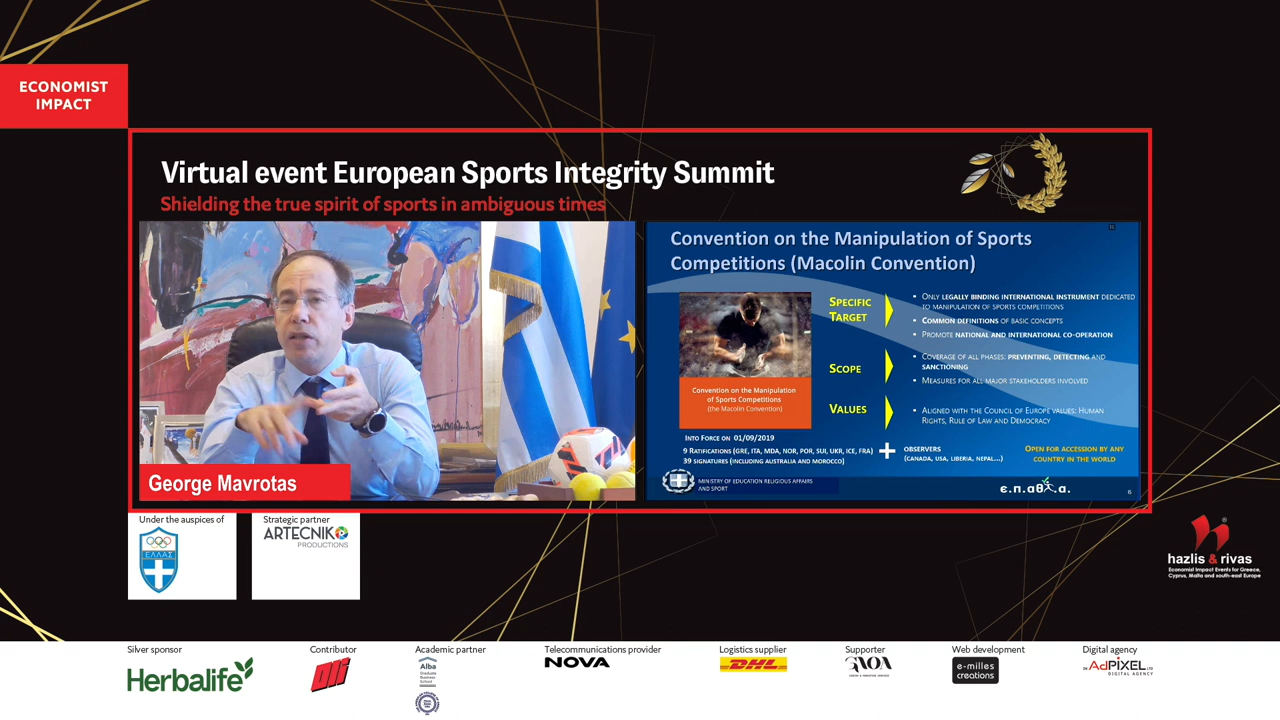 ECONOMIST
IMPACT
Virtual event European Sports Integrity Summit
Shielding the true spirit of sports in ambiguous times
Convention on the Manipulation of Sports
Competitions (Macolin Convention)
Convention on the Manipulation
of Sports Competitions
(the Macolin Convention)
SPECIFIC
TARGET
ONLY LEGALLY BINDING INTERNATIONAL INSTRUMENT DEDICATED
TO MANIPULATION OF SPORTS COMPETITIONS
COMMON DEFINITIONS OF BASIC CONCEPTS
PROMOTE NATIONAL AND INTERNATIONAL CO-OPERATION
SCOPE
COVERAGE OF ALL PHASES: PREVENTING, DETECTING AND
SANCTIONING
MEASURES FOR ALL MAJOR STAKEHOLDERS INVOLVED
VALUES
ALIGNED WITH THE COUNCIL OF EUROPE VALUES: HUMAN
RIGHTS, RULE OF LAW AND DEMOCRACY
INTO FORCE ON 01/09/2019
9 RATIFICATIONS (GRE, ITA, MDA, NOR, POR, SUI, UKR, ICE, FRA)
39 SIGNATURES (INCLUDING AUSTRALIA AND MOROCCO)
+
OBSERVERS
(CANADA, USA, LIBERIA, NEPAL...)
OPEN FOR ACCESSION BY ANY
COUNTRY IN THE WORLD
MINISTRY OF EDUCATION RELIGIOUS AFFAIRS
AND SPORT
ε.π.αθλ.α.
6
George Mavrotas
Under the auspices of
ΕΛΛΑΣ
Strategic partner
ARTECNIKO
PRODUCTIONS
hazlis & rivas
Economist Impact Events for Greece,
Cyprus, Malta and south-east Europe
Silver sponsor
Herbalife
Contributor
Academic partner
Alba
Graduate
Business
School
Telecommunications provider
NOVA
Logistics supplier
DHL
Supporter
Web development
e-milles
creations
Digital agency
AdPIXEL LTD
DIGITAL AGENCY